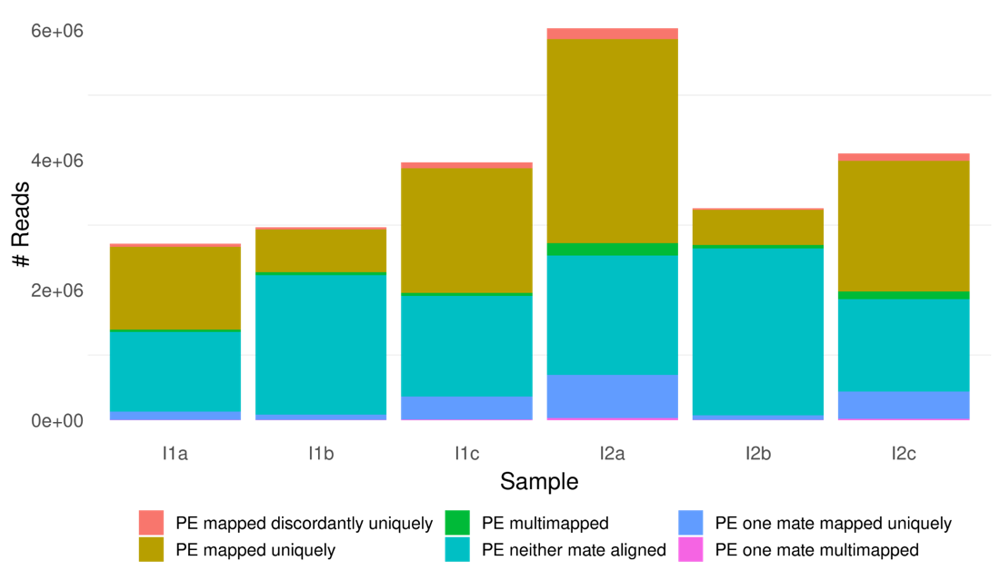 6e+06
4e+06
2e+06
0e+00
# Reads
I1a I1b I1c I2a I2b I2c
Sample
PE mapped discordantly uniquely PE multimapped PE one mate mapped uniquely
PE mapped uniquely PE neither mate aligned PE one mate multimapped